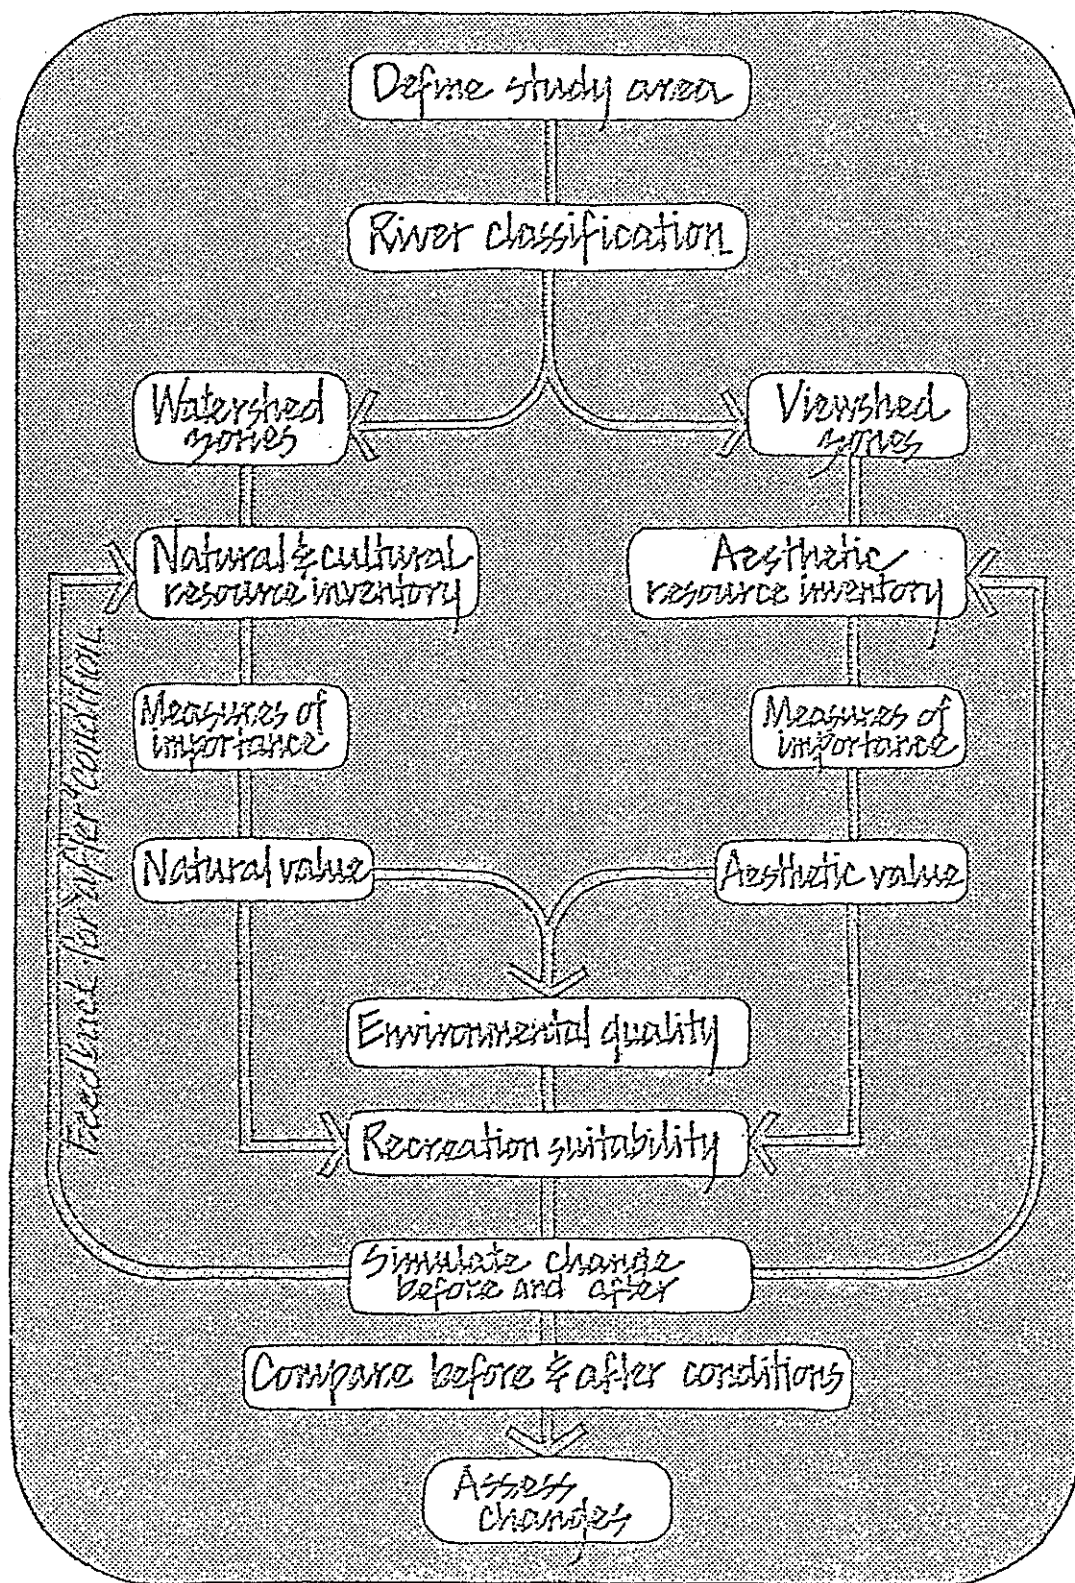 Define study area
River classification
Watershed
zones
Viewshed
zones
Natural & cultural
resource inventory
Aesthetic
resource inventory
Measures of
importance
Measures of
importance
Natural value
Aesthetic value
Environmental quality
Recreation suitability
Simulate change
before and after
Compare before & after conditions
Assess
changes
Feedback for "after" condition